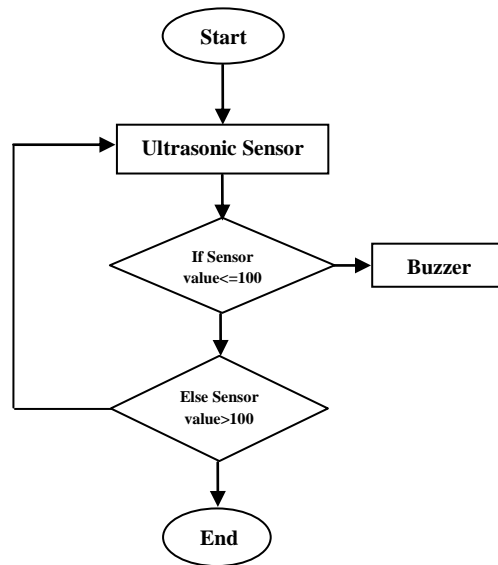 Start
Ultrasonic Sensor
If Sensor
value<=100
Buzzer
Else Sensor
value>100
End